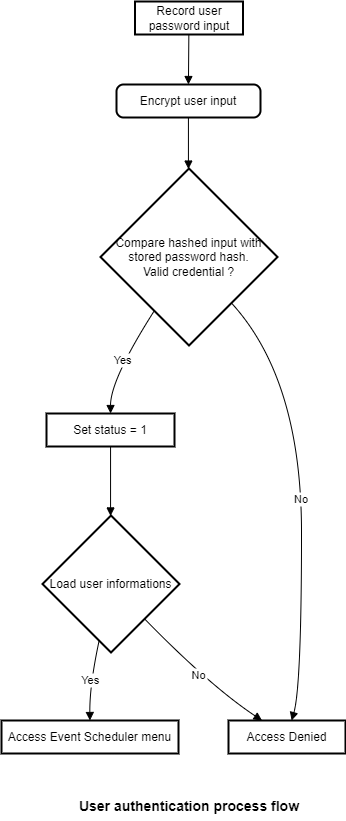 Record user
password input
Encrypt user input
Compare hashed input with
stored password hash.
Valid credential ?
Yes
Set status = 1
No
Load user informations
No
Yes
Access Event Scheduler menu
Access Denied
User authentication process flow